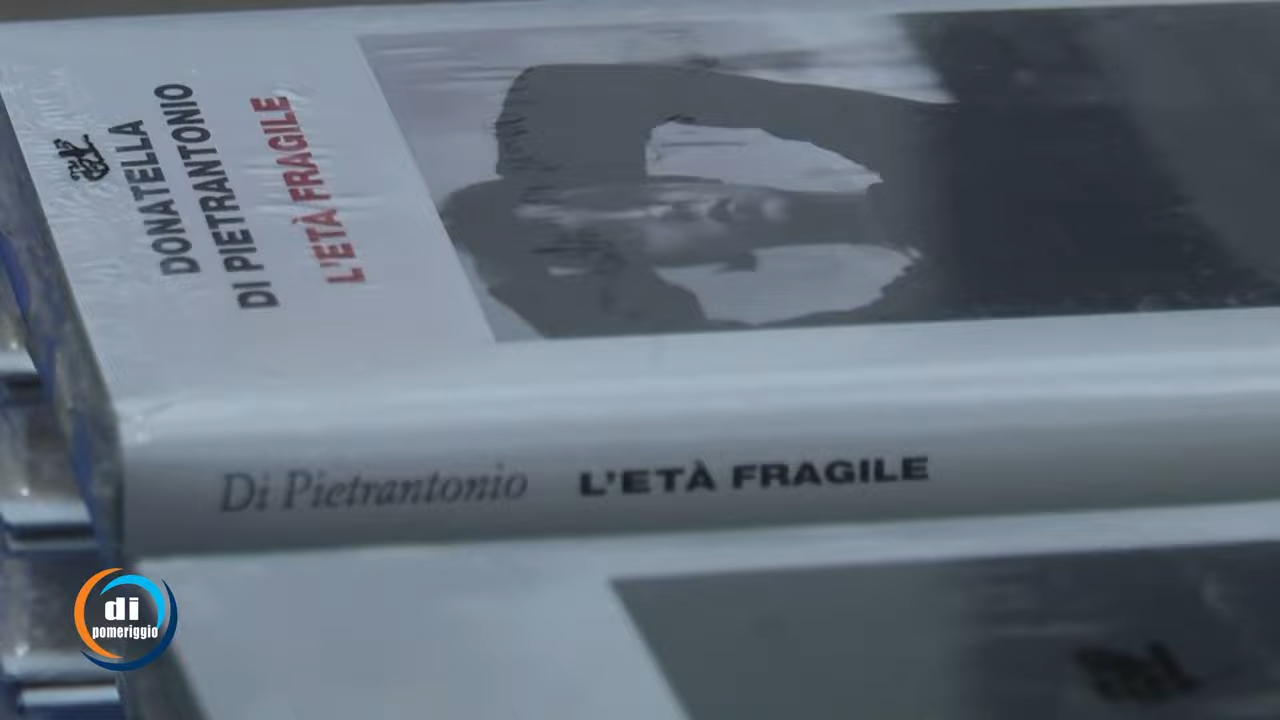 DONATELLA
DI PIETRANTONIO
L'ETÀ FRAGILE
Di Pietrantonio L'ETÀ FRAGILE
di
pomeriggio